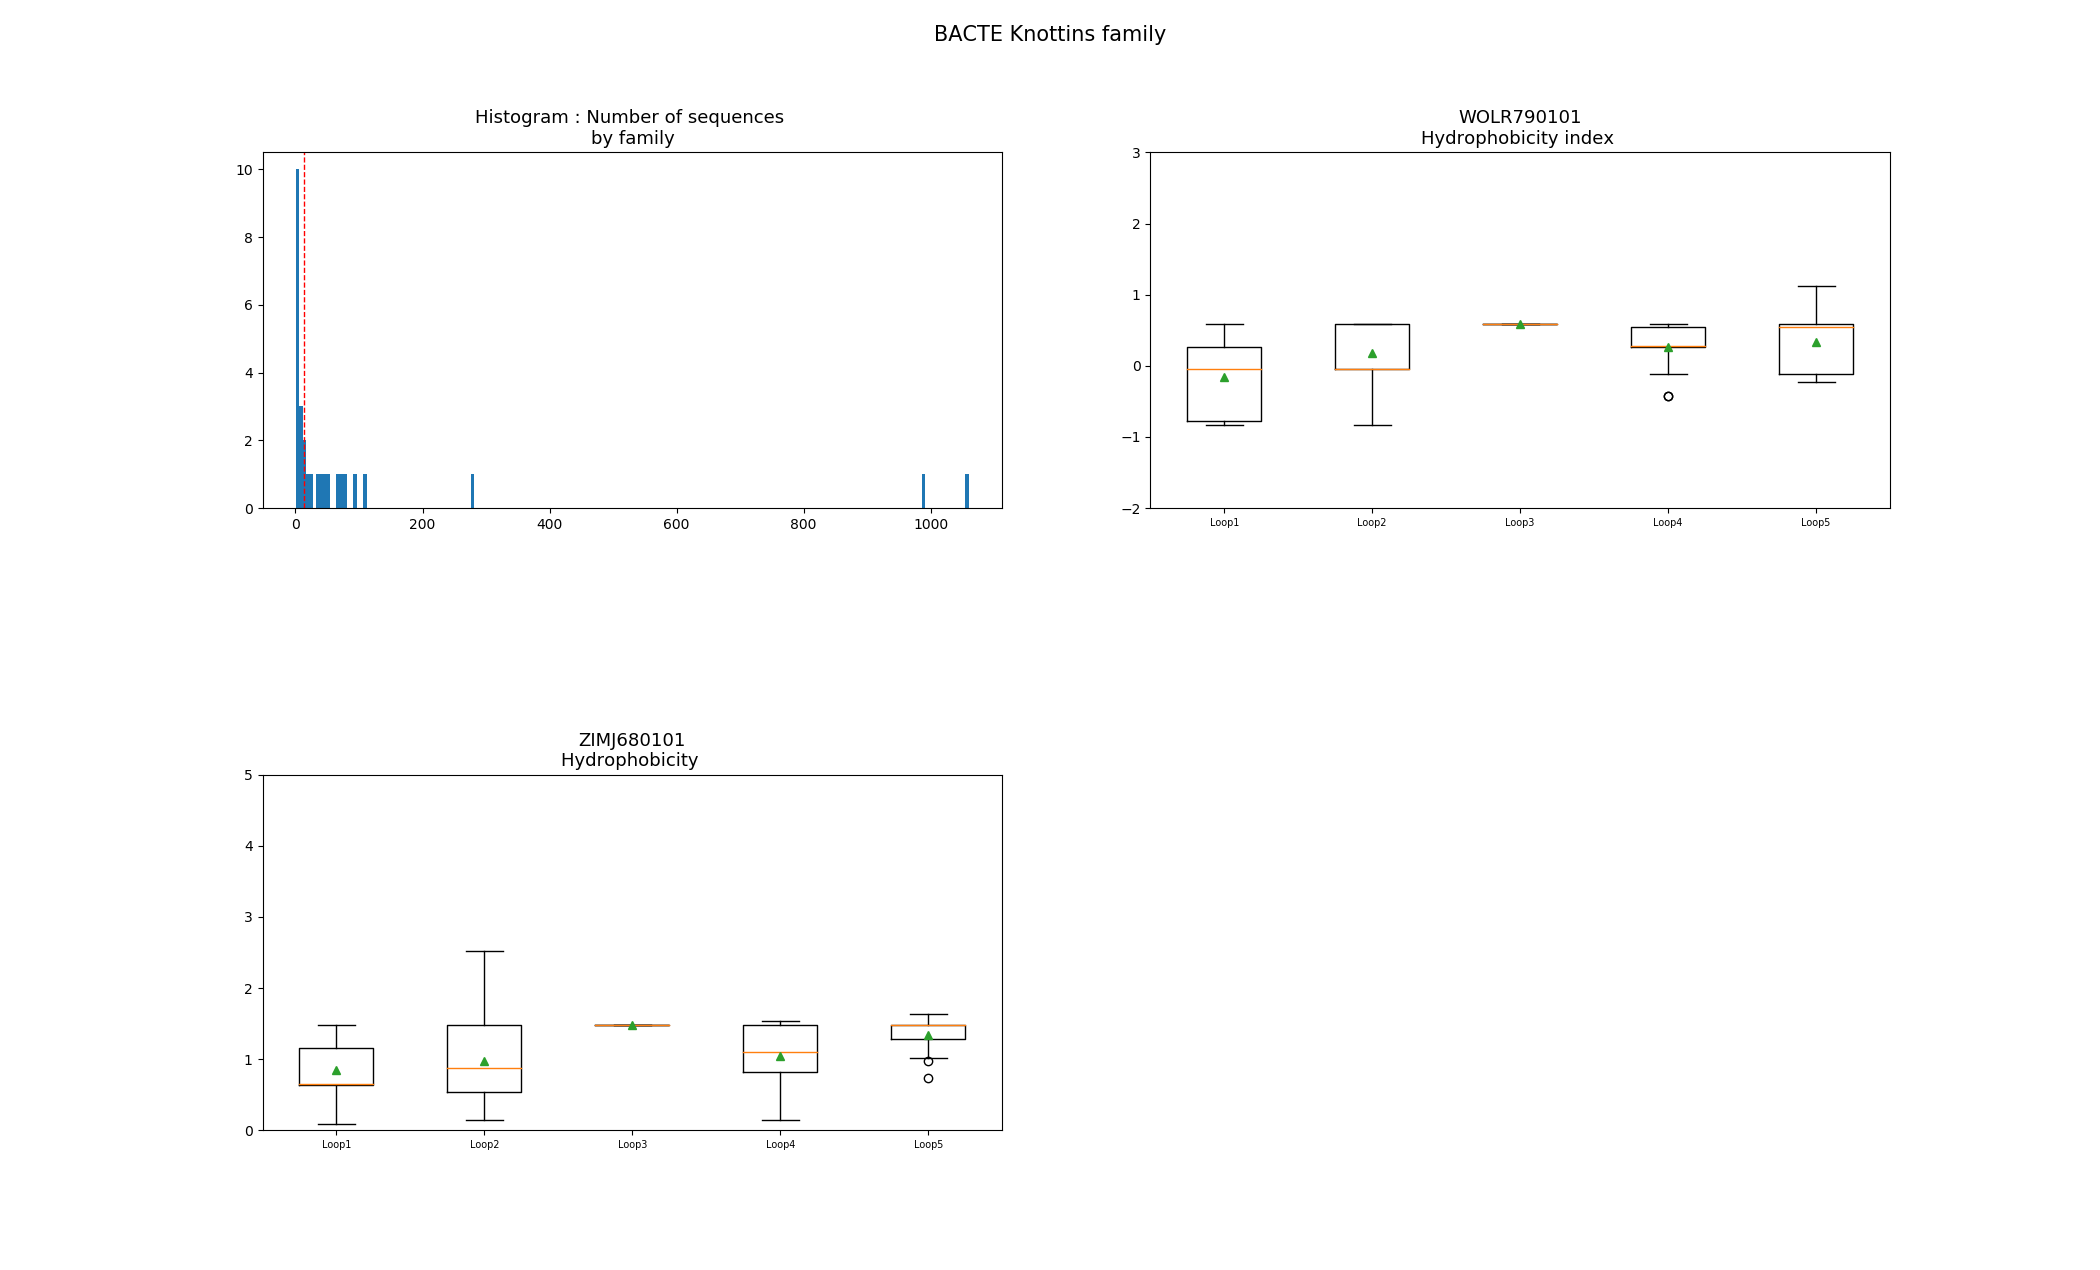 BACTE Knottins family
Histogram : Number of sequences
by family
10
8
6
4
2
0
0 200 400 600 800 1000
WOLR790101
Hydrophobicity index
3
2
1
0
−1
−2
Loop1 Loop2 Loop3 Loop4 Loop5
ZIMJ680101
Hydrophobicity
5
4
3
2
1
0
Loop1 Loop2 Loop3 Loop4 Loop5